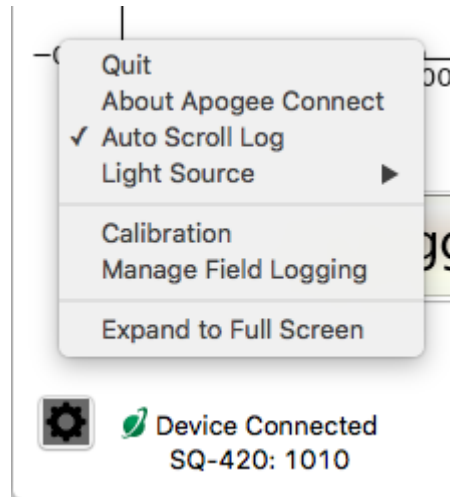 Quit
About Apogee Connect
✓ Auto Scroll Log
Light Source ▶
Calibration
Manage Field Logging
Expand to Full Screen
Device Connected
SQ-420: 1010